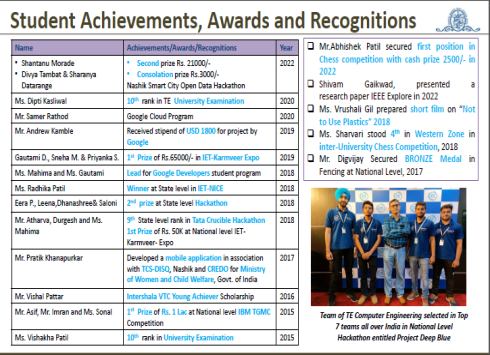 Student Achievements, Awards and Recognitions
Name Achievements/Awards/Recognitions Year
• Shantanu Morade • Second prize Rs. 21000/- 2022
• Divya Tambat & Sharanya • Consolation prize Rs.3000/-
Datarange Nashik Smart City Open Data Hackathon
Ms. Dipti Kasliwal 10th rank in TE University Examination 2020
Mr. Samer Rathod Google Cloud Program 2020
Mr. Andrew Kamble Received stipend of USD 1800 for project by 2019
Google
Gautami D., Sneha M. & Priyanka S. 1st Prize of Rs.65000/- in IET-Karmveer Expo 2019
Ms. Mahima and Ms. Gautami Lead for Google Developers student program 2018
Ms. Radhika Patil Winner at State level in IET-NICE 2018
Eera P., Leena,Dhanashree& Saloni 2nd prize at State level Hackathon 2018
Mr. Atharva, Durgesh and Ms. 9th State level rank in Tata Crucible Hackathon 2018
Mahima 1st Prize of Rs. 50K at National level IET-
Karmveer- Expo
Mr. Pratik Khanapurkar Developed a mobile application in association 2017
with TCS-DISQ, Nashik and CREDO for Ministry
of Women and Child Welfare, Govt. of India
Mr. Vishal Pattar Intershala VTC Young Achiever Scholarship 2016
Mr. Asif, Mr. Imran and Ms. Sonal 1st Prize of Rs. 1 Lac at National level IBM TGMC 2015
Competition
Ms. Vishakha Patil 10th rank in University Examination 2015
❑ Mr.Abhishek Patil secured first position in
Chess competition with cash prize 2500/- in
2022
❑ Shivam Gaikwad, presented a
research paper IEEE Explore in 2022
❑ Ms. Vrushali Gil prepared short film on "Not
to Use Plastics" 2018
❑ Ms. Sharvari stood 4th in Western Zone in
inter-University Chess Competition, 2018
❑ Mr. Digvijay Secured BRONZE Medal in
Fencing at National Level, 2017
Team of TE Computer Engineering selected in Top
7 teams all over India in National Level
Hackathon entitled Project Deep Blue